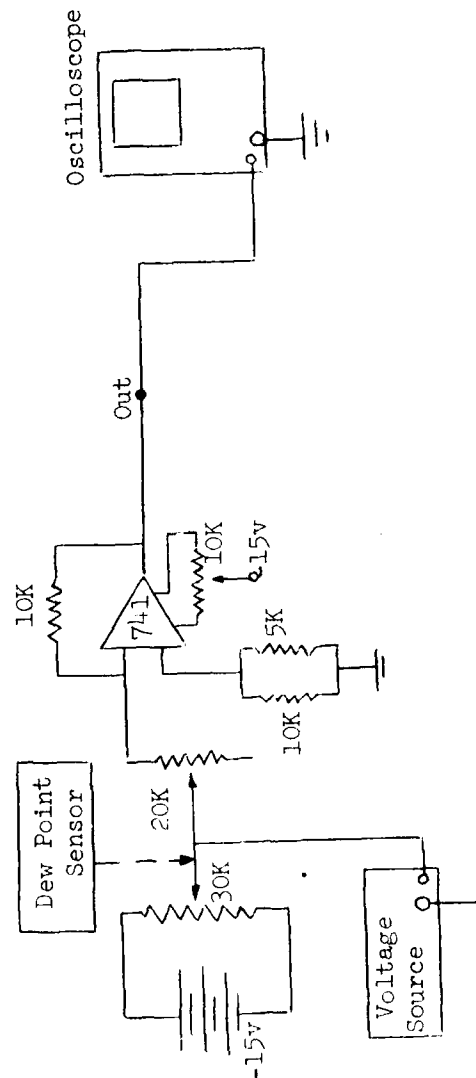 Dew Point
Sensor
-15v
30K
20K
Voltage
Source
10K
741
10K
-15v
10K
5K
Out
Oscilloscope